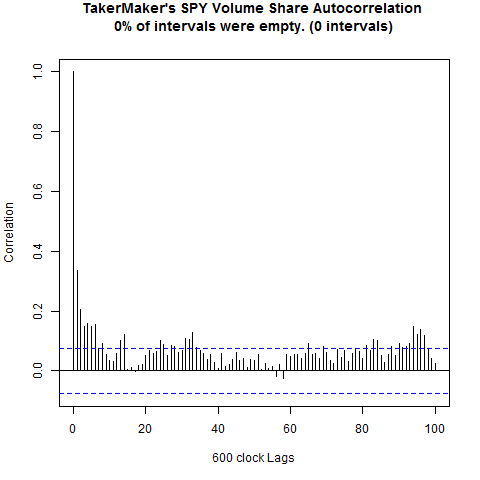 TakerMaker's SPY Volume Share Autocorrelation
0% of intervals were empty. (0 intervals)
Correlation
1.0
0.8
0.6
0.4
0.2
0.0
0 20 40 60 80 100
600 clock Lags